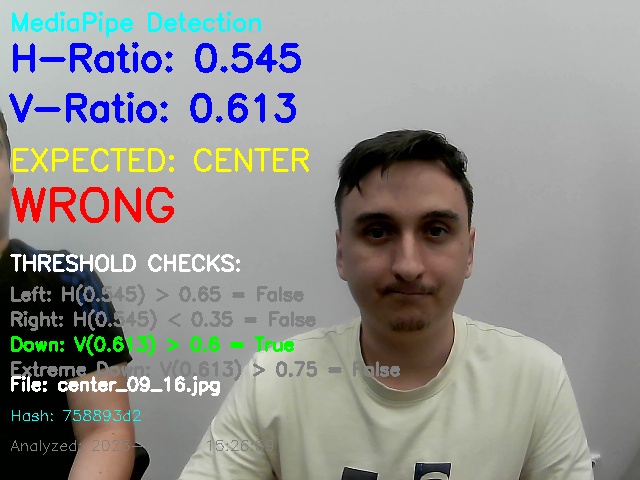 MediaPipe Detection
H-Ratio: 0.545
V-Ratio: 0.613
EXPECTED: CENTER
WRONG
THRESHOLD CHECKS:
Left: H(0.545) > 0.65 = False
Right: H(0.545) < 0.35 = False
Down: V(0.613) > 0.6 = True
Extreme Down: V(0.613) > 0.75 = False
File: center_09_16.jpg
Hash: 758893d2
Analyzed: